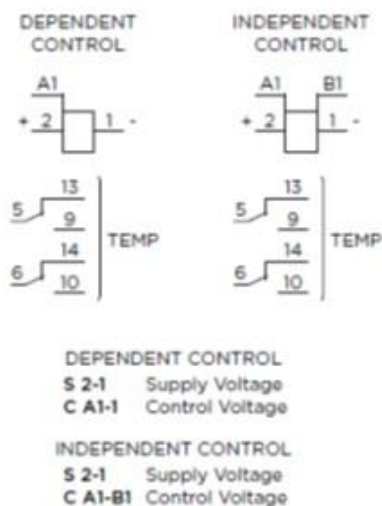 DEPENDENT
CONTROL
A1
+ 2 1 -
13
5
9
14
6
10
TEMP
INDEPENDENT
CONTROL
A1 B1
+ 2 1 -
13
5
9
14
6
10
TEMP
DEPENDENT CONTROL
S 2-1 Supply Voltage
C A1-1 Control Voltage
INDEPENDENT CONTROL
S 2-1 Supply Voltage
C A1-B1 Control Voltage